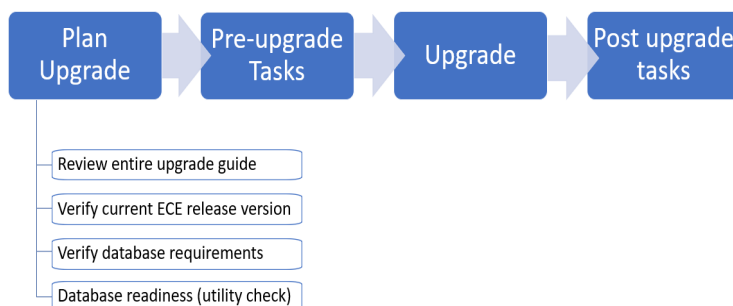 Plan
Upgrade
Pre-upgrade
Tasks
Upgrade
Post upgrade
tasks
Review entire upgrade guide
Verify current ECE release version
Verify database requirements
Database readiness (utility check)